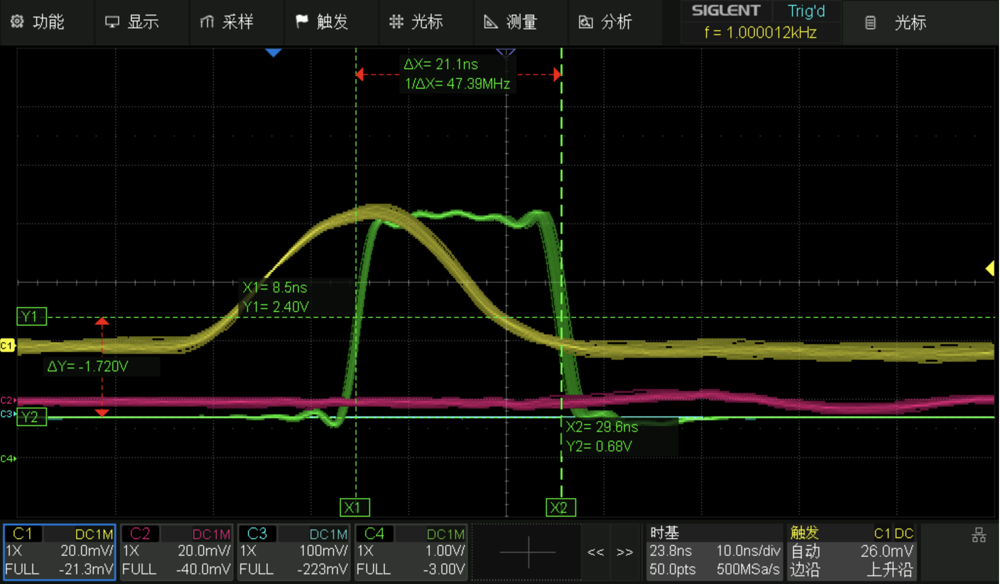 功能 显示 采样 触发 光标 测量 分析 SIGLENT Trig'd 光标
f = 1.000012kHz
ΔX= 21.1ns
1/ΔX= 47.39MHz
X1= 8.5ns
Y1= 2.40V
Y1
C1
ΔY= -1.720V
C2
C3
Y2
X2= 29.6ns
Y2= 0.68V
C4
X1 X2
C1 DC1M C2 DC1M C3 DC1M C4 DC1M 时基 触发 C1 DC
1X 20.0mV/ 1X 20.0mV/ 1X 100mV/ 1X 1.00V/ << >> 23.8ns 10.0ns/div 自动 26.0mV
FULL -21.3mV FULL -40.0mV FULL -223mV FULL -3.00V 50.0pts 500MSa/s 边沿 上升沿